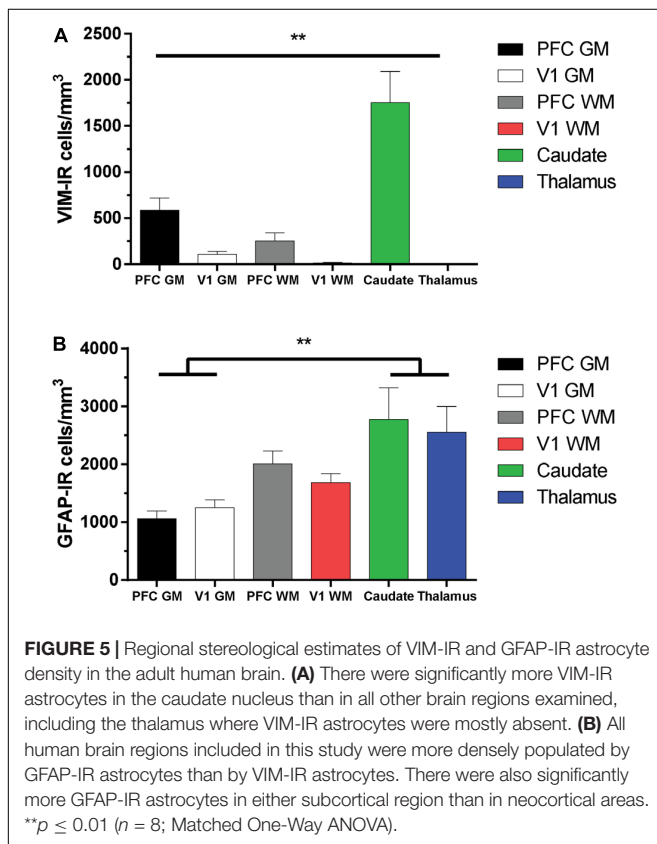 A
**
VIM-IR cells/mm³
2500
2000
1500
1000
500
0
PFC GM
V1 GM
PFC WM
V1 WM
Caudate
Thalamus
PFC GM
V1 GM
PFC WM
V1 WM
Caudate
Thalamus
B
**
GFAP-IR cells/mm³
4000
3000
2000
1000
0
PFC GM
V1 GM
PFC WM
V1 WM
Caudate
Thalamus
PFC GM
V1 GM
PFC WM
V1 WM
Caudate
Thalamus
FIGURE 5 | Regional stereological estimates of VIM-IR and GFAP-IR astrocyte
density in the adult human brain. (A) There were significantly more VIM-IR
astrocytes in the caudate nucleus than in all other brain regions examined,
including the thalamus where VIM-IR astrocytes were mostly absent. (B) All
human brain regions included in this study were more densely populated by
GFAP-IR astrocytes than by VIM-IR astrocytes. There were also significantly
more GFAP-IR astrocytes in either subcortical region than in neocortical areas.
**p ≤ 0.01 (n = 8; Matched One-Way ANOVA).